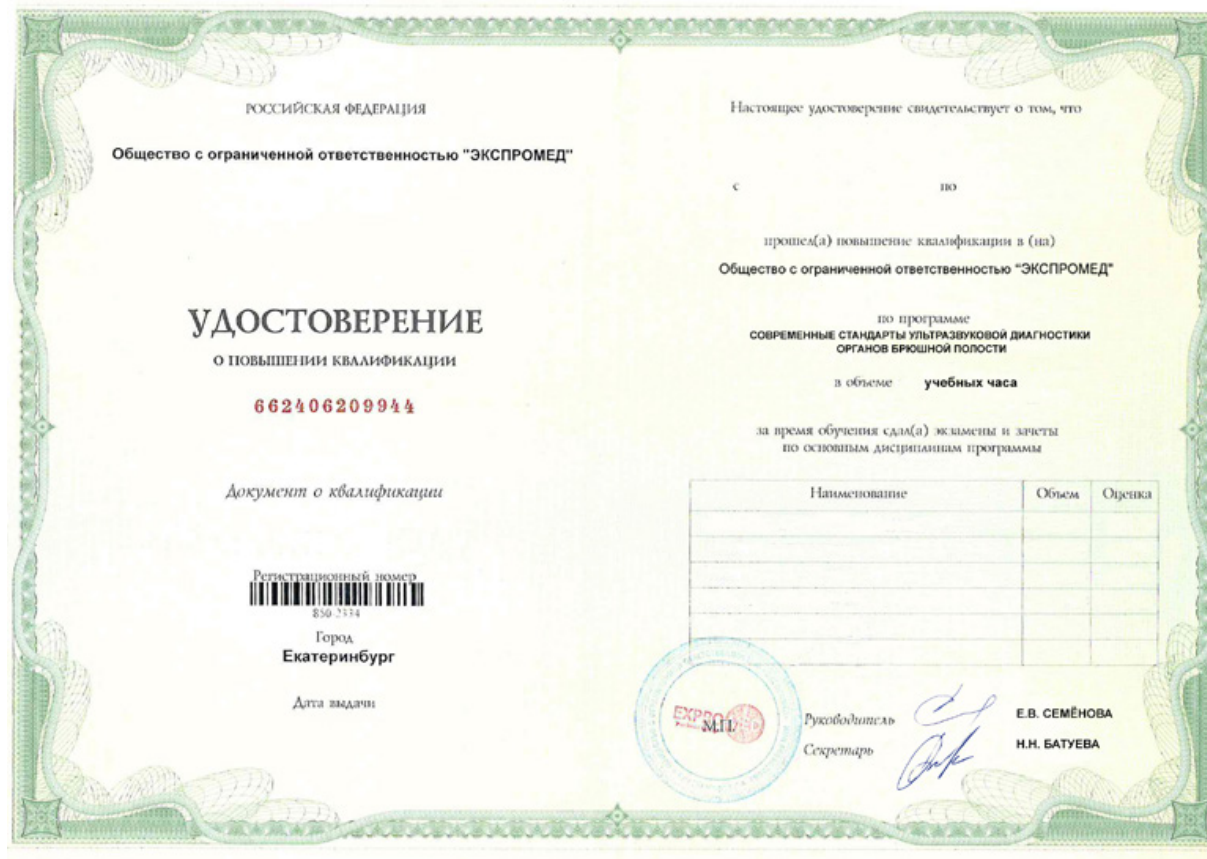 РОССИЙСКАЯ ФЕДЕРАЦИЯ
Общество с ограниченной ответственностью "ЭКСПРОМЕД"
УДОСТОВЕРЕНИЕ
О ПОВЫШЕНИИ КВАЛИФИКАЦИИ
662406209944
Документ о квалификации
Регистрационный номер
850-2334
Город
Екатеринбург
Дата выдачи
Настоящее удостоверение свидетельствует о том, что
с по
прошел(а) повышение квалификации в (на)
Общество с ограниченной ответственностью "ЭКСПРОМЕД"
по программе
СОВРЕМЕННЫЕ СТАНДАРТЫ УЛЬТРАЗВУКОВОЙ ДИАГНОСТИКИ
ОРГАНОВ БРЮШНОЙ ПОЛОСТИ
в объеме учебных часа
за время обучения сдал(а) экзамены и зачеты
по основным дисциплинам программы
Наименование Объем Оценка
М.П.
Руководитель Е.В. СЕМЁНОВА
Секретарь Н.Н. БАТУЕВА